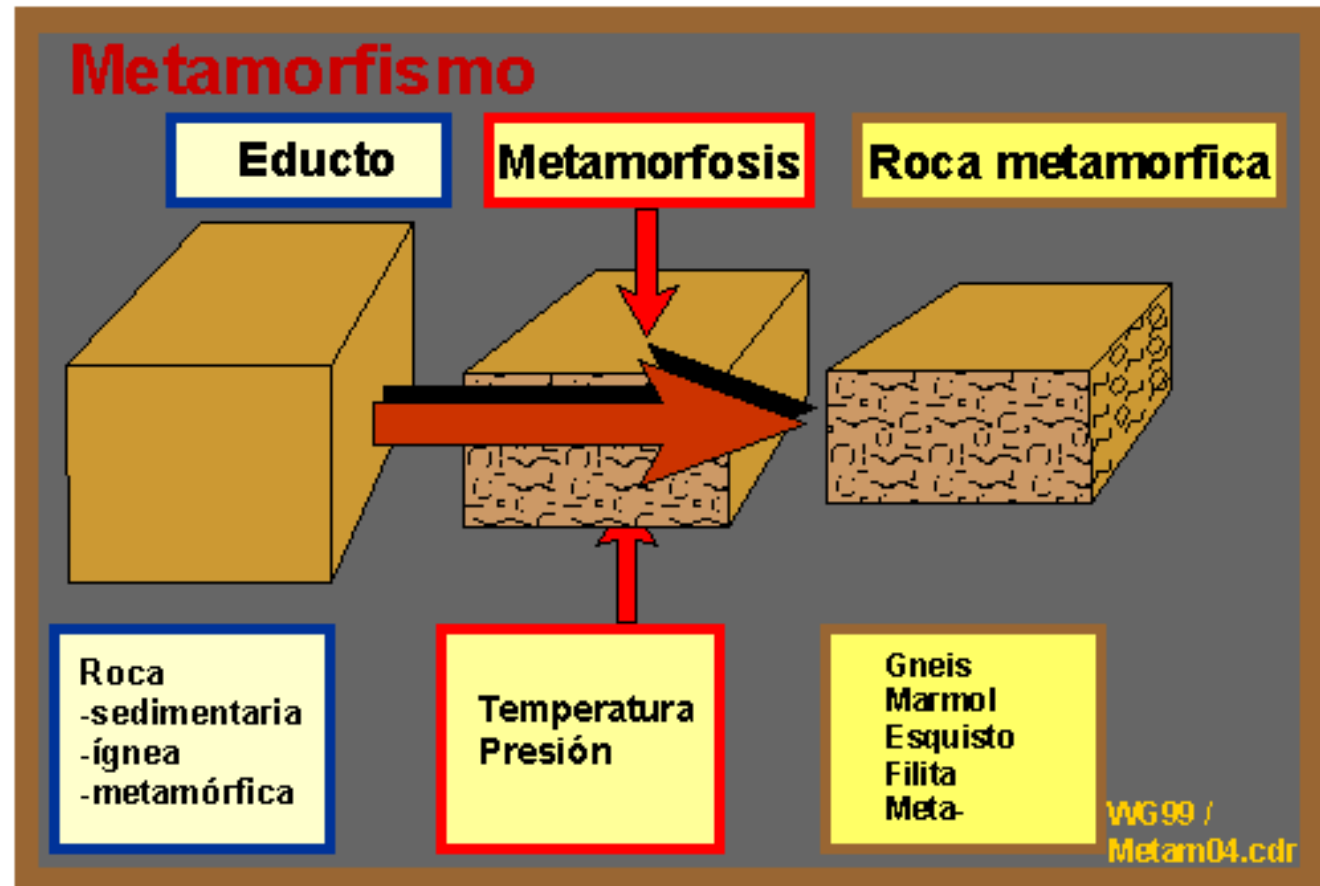 Metamorfismo
Educto
Metamorfosis
Roca metamorfica
Roca
-sedimentaria
-ígnea
-metamórfica
Temperatura
Presión
Gneis
Marmol
Esquisto
Filita
Meta-
WG99 /
Metam04.cdr